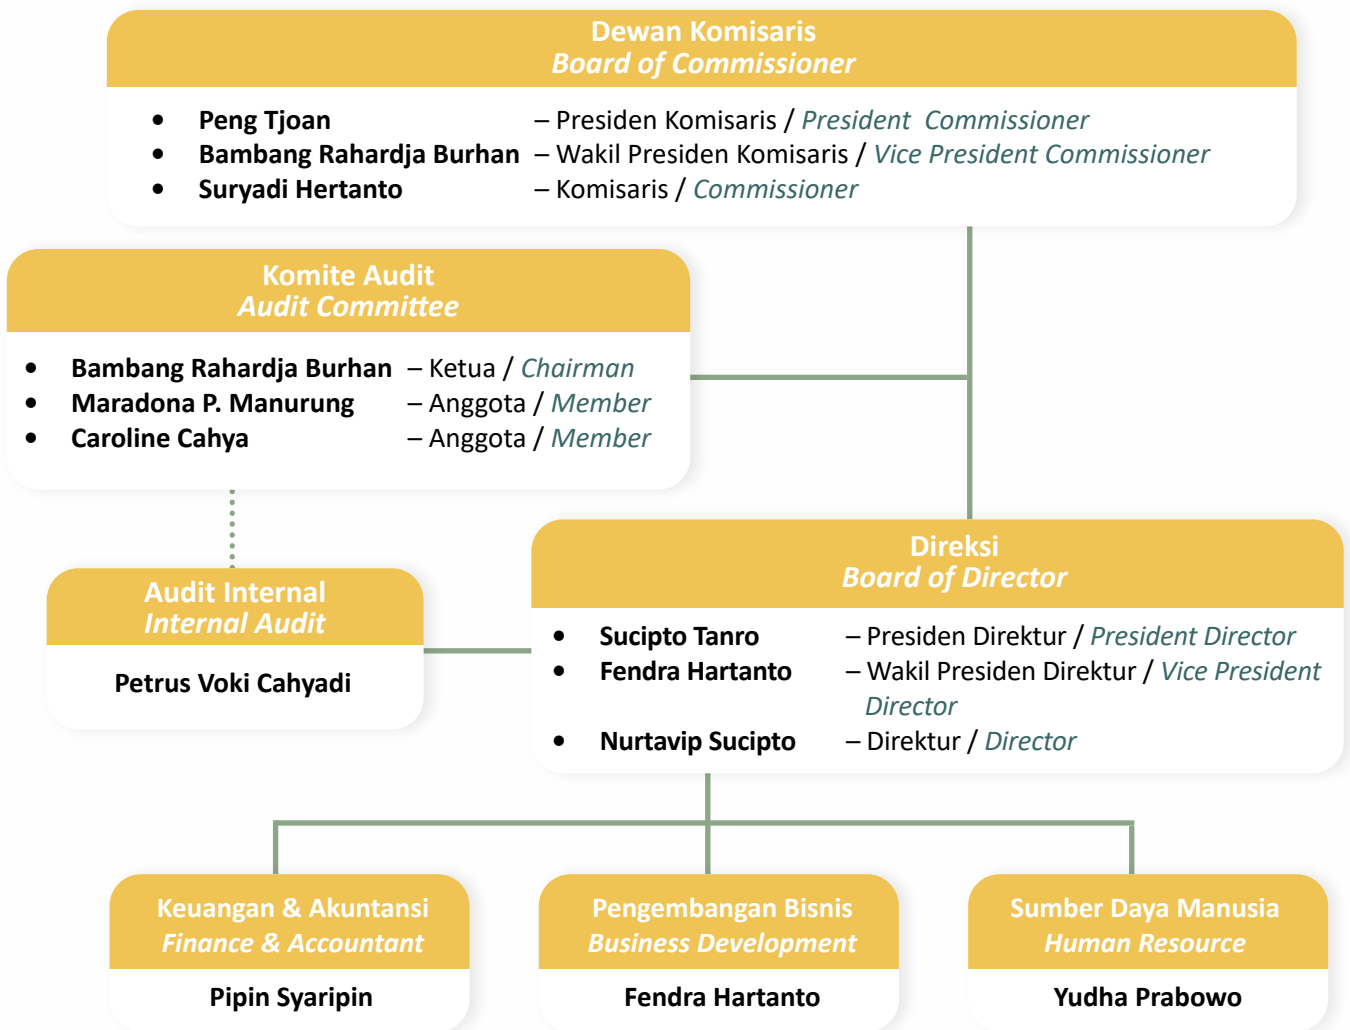 Dewan Komisaris
Board of Commissioner
• Peng Tjoan – Presiden Komisaris / President Commissioner
• Bambang Rahardja Burhan – Wakil Presiden Komisaris / Vice President Commissioner
• Suryadi Hertanto – Komisaris / Commissioner
Komite Audit
Audit Committee
• Bambang Rahardja Burhan – Ketua / Chairman
• Maradona P. Manurung – Anggota / Member
• Caroline Cahya – Anggota / Member
Direksi
Board of Director
• Sucipto Tanro – Presiden Direktur / President Director
• Fendra Hartanto – Wakil Presiden Direktur / Vice President
Director
• Nurtavip Sucipto – Direktur / Director
Audit Internal
Internal Audit
Petrus Voki Cahyadi
Keuangan & Akuntansi
Finance & Accountant
Pipin Syaripin
Pengembangan Bisnis
Business Development
Fendra Hartanto
Sumber Daya Manusia
Human Resource
Yudha Prabowo